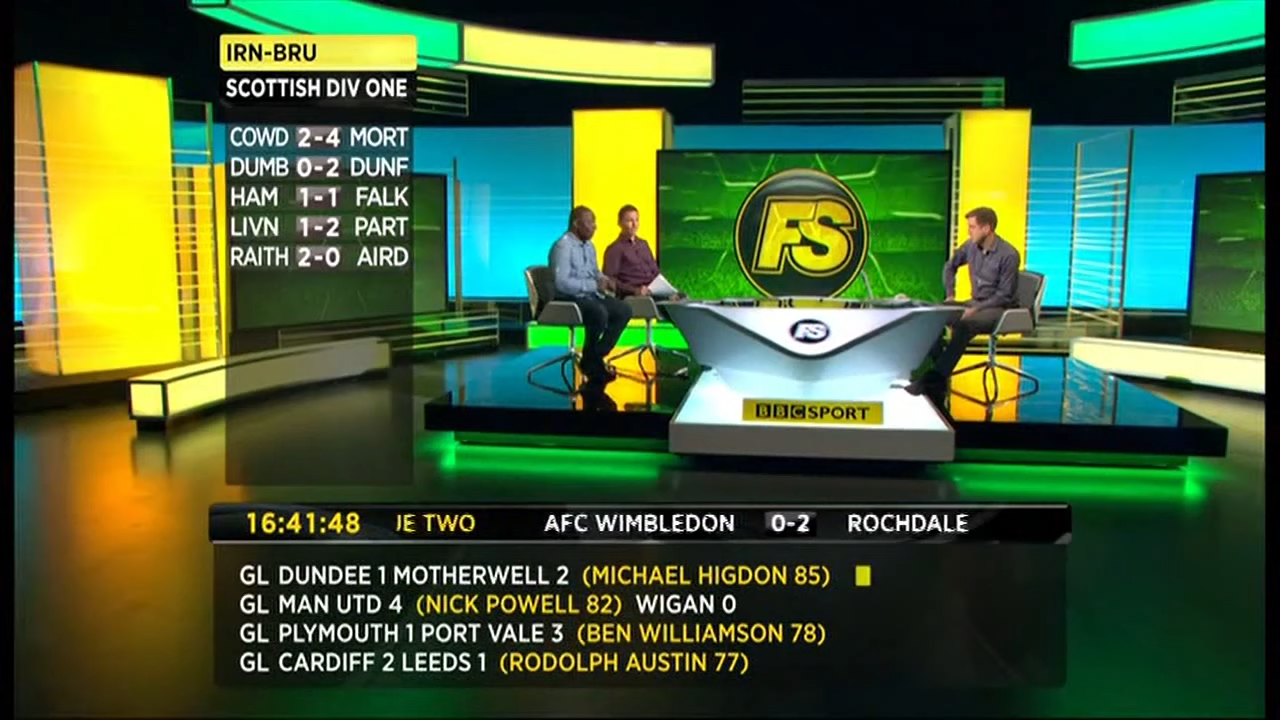 IRN-BRU
SCOTTISH DIV ONE
COWD 2-4 MORT
DUMB 0-2 DUNF
HAM 1-1 FALK
LIVN 1-2 PART
RAITH 2-0 AIRD
FS
FS
BBC SPORT
16:41:48 UE TWO AFC WIMBLEDON 0-2 ROCHDALE
GL DUNDEE 1 MOTHERWELL 2 (MICHAEL HIGDON 85)
GL MAN UTD 4 (NICK POWELL 82) WIGAN 0
GL PLYMOUTH 1 PORT VALE 3 (BEN WILLIAMSON 78)
GL CARDIFF 2 LEEDS 1 (RODOLPH AUSTIN 77)